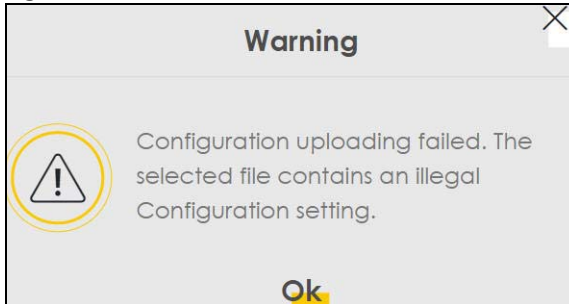 Warning
Configuration uploading failed. The
selected file contains an illegal
Configuration setting.
Ok